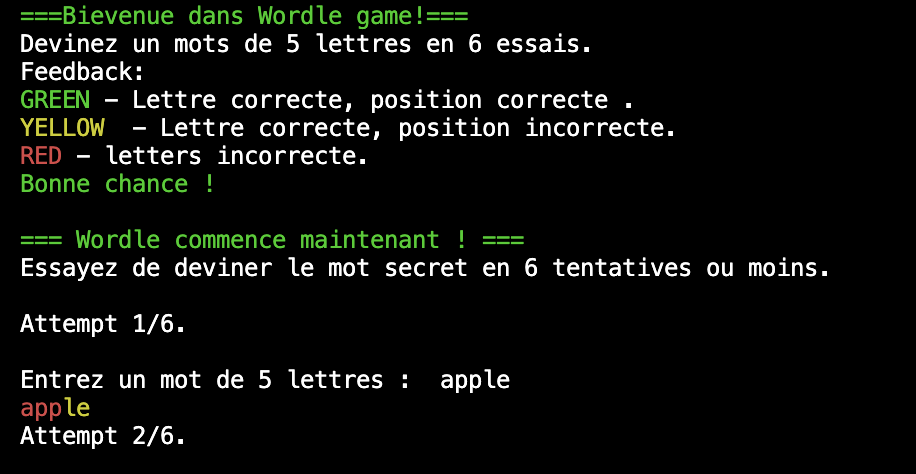 ===Bievenue dans Wordle game!===
Devinez un mots de 5 lettres en 6 essais.
Feedback:
GREEN – Lettre correcte, position correcte .
YELLOW  – Lettre correcte, position incorrecte.
RED – letters incorrecte.
Bonne chance !
=== Wordle commence maintenant ! ===
Essayez de deviner le mot secret en 6 tentatives ou moins.
Attempt 1/6.
Entrez un mot de 5 lettres :  apple
apple
Attempt 2/6.